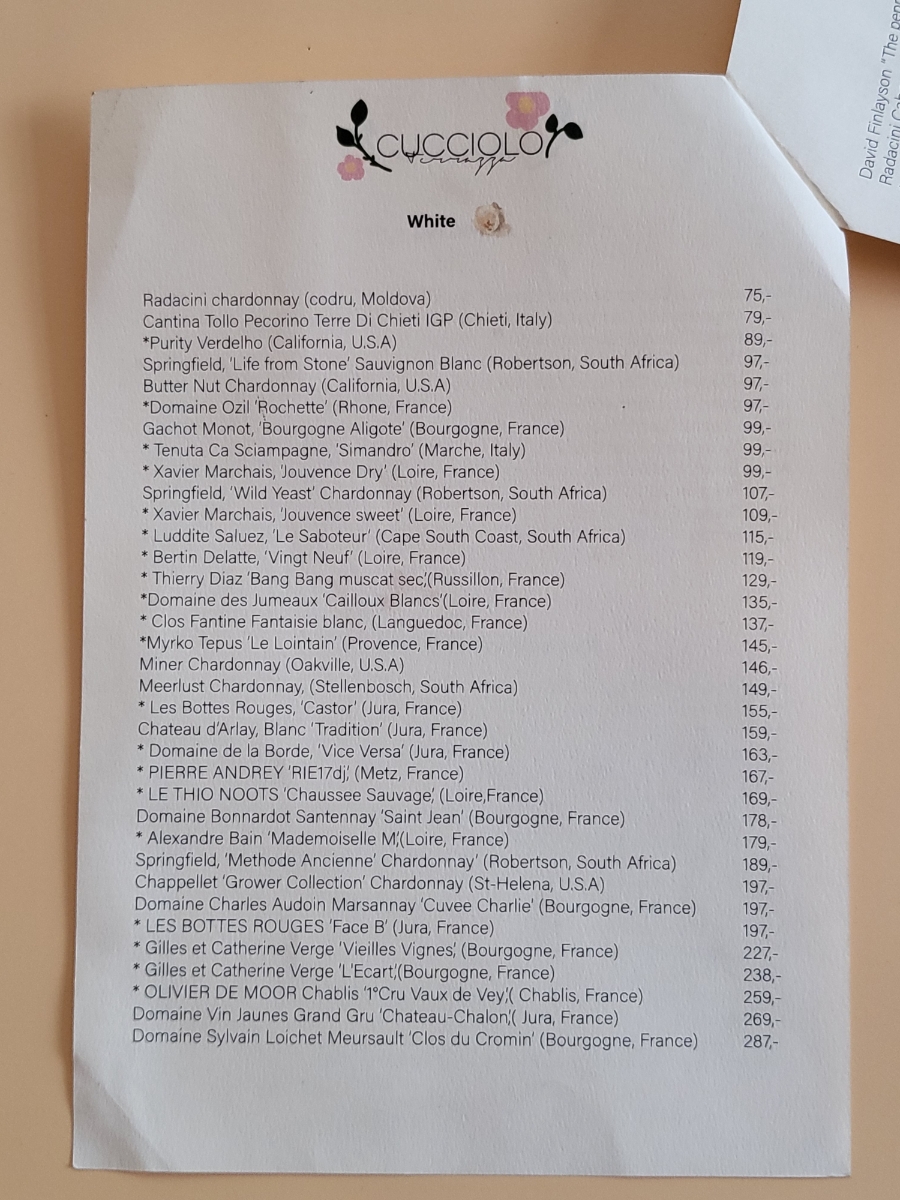 CUCCIOLO
terrazza
White
Radacini chardonnay (codru, Moldova) 75,-
Cantina Tollo Pecorino Terre Di Chieti IGP (Chieti, Italy) 79,-
*Purity Verdelho (California, U.S.A) 89,-
Springfield, 'Life from Stone' Sauvignon Blanc (Robertson, South Africa) 97,-
Butter Nut Chardonnay (California, U.S.A) 97,-
*Domaine Ozil 'Rochette' (Rhone, France) 97,-
Gachot Monot, 'Bourgogne Aligote' (Bourgogne, France) 99,-
* Tenuta Ca Sciampagne, 'Simandro' (Marche, Italy) 99,-
* Xavier Marchais, 'Jouvence Dry' (Loire, France) 99,-
Springfield, 'Wild Yeast' Chardonnay (Robertson, South Africa) 107,-
* Xavier Marchais, 'Jouvence sweet' (Loire, France) 109,-
* Luddite Saluez, 'Le Saboteur' (Cape South Coast, South Africa) 115,-
* Bertin Delatte, 'Vingt Neuf' (Loire, France) 119,-
* Thierry Diaz 'Bang Bang muscat sec',(Russillon, France) 129,-
*Domaine des Jumeaux 'Cailloux Blancs'(Loire, France) 135,-
* Clos Fantine Fantaisie blanc, (Languedoc, France) 137,-
*Myrko Tepus 'Le Lointain' (Provence, France) 145,-
Miner Chardonnay (Oakville, U.S.A) 146,-
Meerlust Chardonnay, (Stellenbosch, South Africa) 149,-
* Les Bottes Rouges, 'Castor' (Jura, France) 155,-
Chateau d'Arlay, Blanc 'Tradition' (Jura, France) 159,-
* Domaine de la Borde, 'Vice Versa' (Jura, France) 163,-
* PIERRE ANDREY 'RIE17dj', (Metz, France) 167,-
* LE THIO NOOTS 'Chaussee Sauvage', (Loire,France) 169,-
Domaine Bonnardot Santennay 'Saint Jean' (Bourgogne, France) 178,-
* Alexandre Bain 'Mademoiselle M',(Loire, France) 179,-
Springfield, 'Methode Ancienne' Chardonnay' (Robertson, South Africa) 189,-
Chappellet 'Grower Collection' Chardonnay (St-Helena, U.S.A) 197,-
Domaine Charles Audoin Marsannay 'Cuvee Charlie' (Bourgogne, France) 197,-
* LES BOTTES ROUGES 'Face B' (Jura, France) 197,-
* Gilles et Catherine Verge 'Vieilles Vignes', (Bourgogne, France) 227,-
* Gilles et Catherine Verge 'L'Ecart',(Bourgogne, France) 238,-
* OLIVIER DE MOOR Chablis '1°Cru Vaux de Vey',( Chablis, France) 259,-
Domaine Vin Jaunes Grand Gru 'Chateau-Chalon',( Jura, France) 269,-
Domaine Sylvain Loichet Meursault 'Clos du Cromin' (Bourgogne, France) 287,-
David Finlayson "The
Radacini